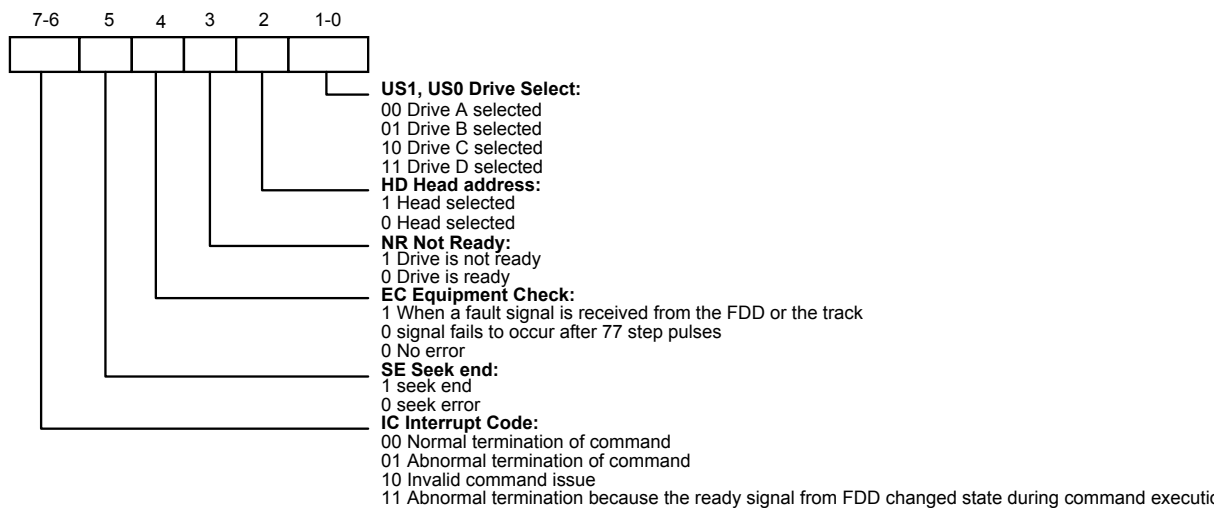 7-6 5 4 3 2 1-0
US1, US0 Drive Select:
00 Drive A selected
01 Drive B selected
10 Drive C selected
11 Drive D selected
HD Head address:
1 Head selected
0 Head selected
NR Not Ready:
1 Drive is not ready
0 Drive is ready
EC Equipment Check:
1 When a fault signal is received from the FDD or the track
0 signal fails to occur after 77 step pulses
0 No error
SE Seek end:
1 seek end
0 seek error
IC Interrupt Code:
00 Normal termination of command
01 Abnormal termination of command
10 Invalid command issue
11 Abnormal termination because the ready signal from FDD changed state during command